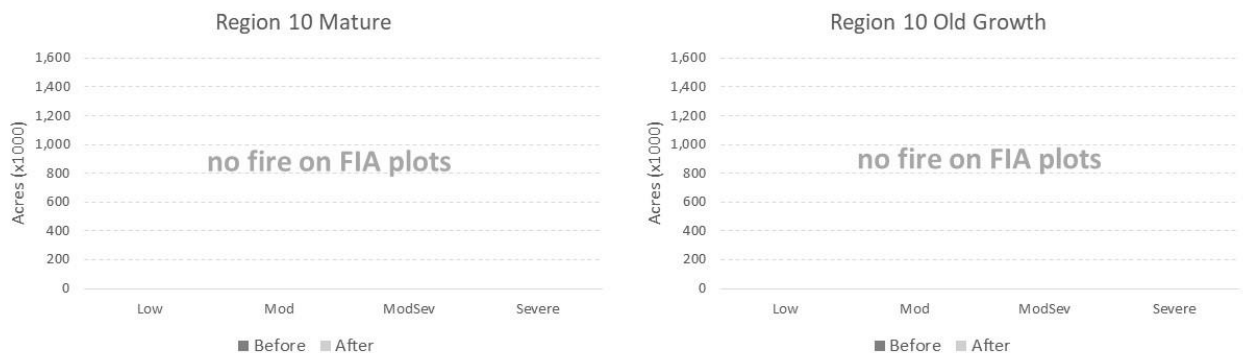 Region 10 Mature
1,600
1,400
1,200
1,000
800
600
400
200
0
Acres (x1000)
no fire on FIA plots
Low Mod ModSev Severe
Before After
Region 10 Old Growth
1,600
1,400
1,200
1,000
800
600
400
200
0
Acres (x1000)
no fire on FIA plots
Low Mod ModSev Severe
Before After